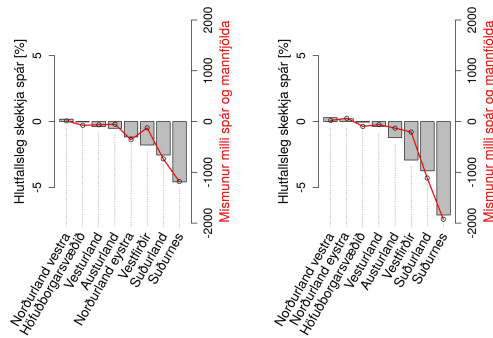 Hlutfallsleg skekkja spár [%]
5
0
-5
2000
1000
0
-1000
-2000
Mismunur milli spár og mannfjölda
Norðurland vestra
Höfuðborgarsvæðið
Vesturland
Austurland
Norðurland eystra
Vestfirðir
Suðurland
Suðurnes
Hlutfallsleg skekkja spár [%]
5
0
-5
2000
1000
0
-1000
-2000
Mismunur milli spár og mannfjölda
Norðurland vestra
Norðurland eystra
Höfuðborgarsvæðið
Vesturland
Austurland
Vestfirðir
Suðurland
Suðurnes